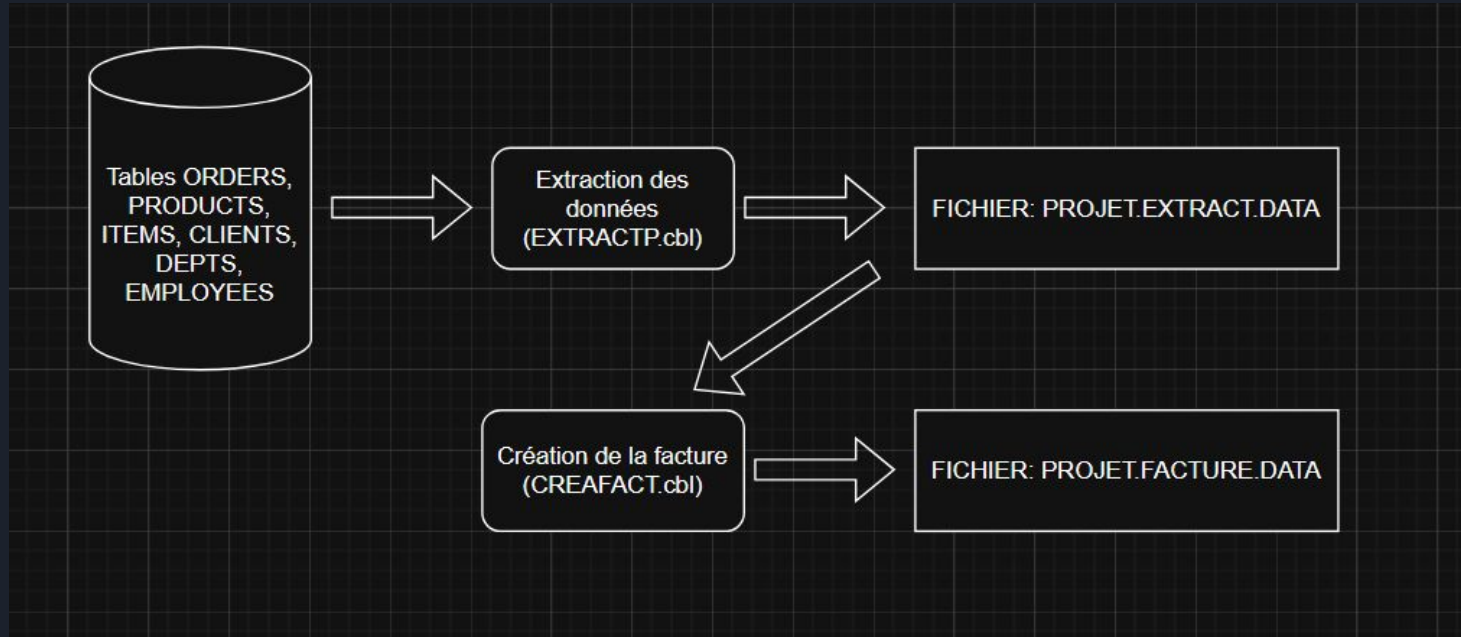 Tables ORDERS,
PRODUCTS,
ITEMS, CLIENTS,
DEPTS,
EMPLOYEES
Extraction des
données
(EXTRACTP.cbl)
FICHIER: PROJET.EXTRACT.DATA
Création de la facture
(CREAFACT.cbl)
FICHIER: PROJET.FACTURE.DATA